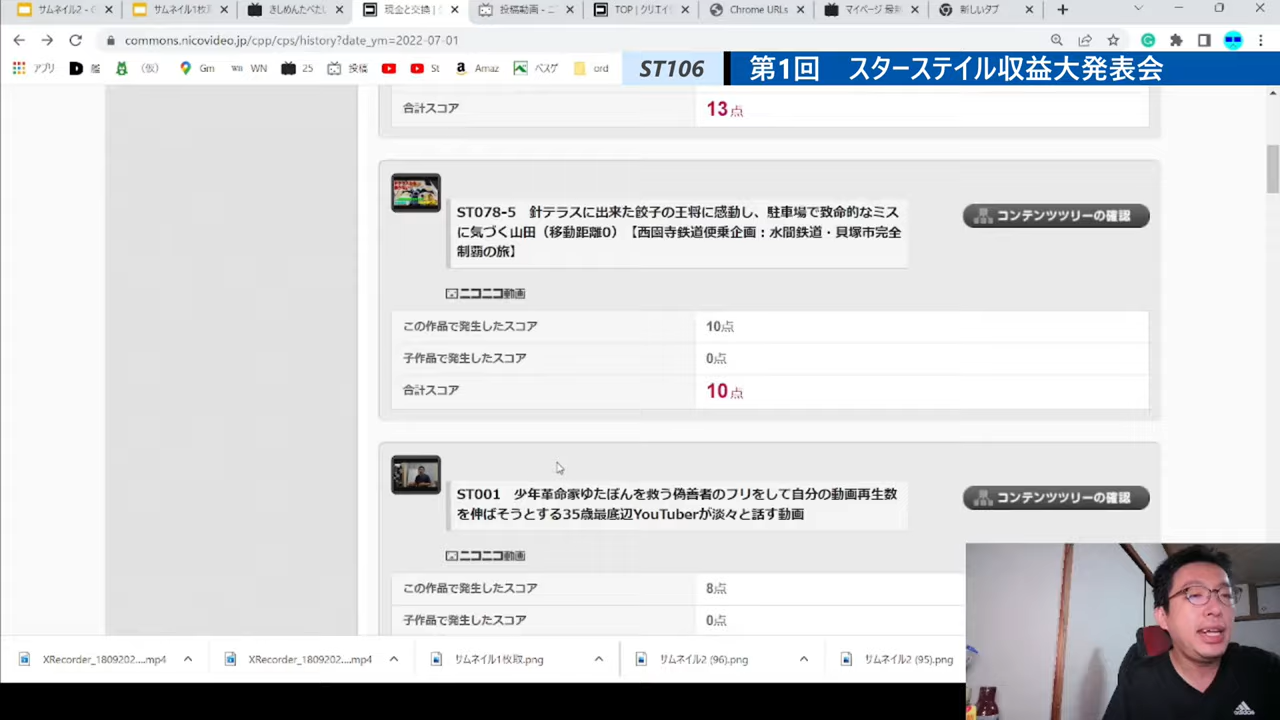 サムネイル2 - G
サムネイル1枚
きしめんたべたい
現金と交換 |
投稿動画 - ニ
TOP | クリエイ
Chrome URLs
マイページ
新しいタブ
commons.nicovideo.jp/cpp/cps/history?date_ym=2022-07-01
アプリ
艦
(仮)
Gm
WN
25
投稿
St
Amaz
ベスゲ
ord
ST106
第1回 スターステイル収益大発表会
合計スコア
13点
ST078-5 針テラスに出来た餃子の王将に感動し、駐車場で致命的なミス
に気づく山田(移動距離0)【西園寺鉄道便乗企画:水間鉄道・貝塚市完全
制覇の旅】
コンテンツツリーの確認
ニコニコ動画
この作品で発生したスコア
10点
子作品で発生したスコア
0点
合計スコア
10点
ST001 少年革命家ゆたぼんを救う偽善者のフリをして自分の動画再生数
を伸ばそうとする35歳最底辺YouTuberが淡々と話す動画
コンテンツツリーの確認
ニコニコ動画
この作品で発生したスコア
8点
子作品で発生したスコア
0点
XRecorder_1809202....mp4
XRecorder_1809202....mp4
サムネイル1枚取.png
サムネイル2 (96).png
サムネイル2 (95).png